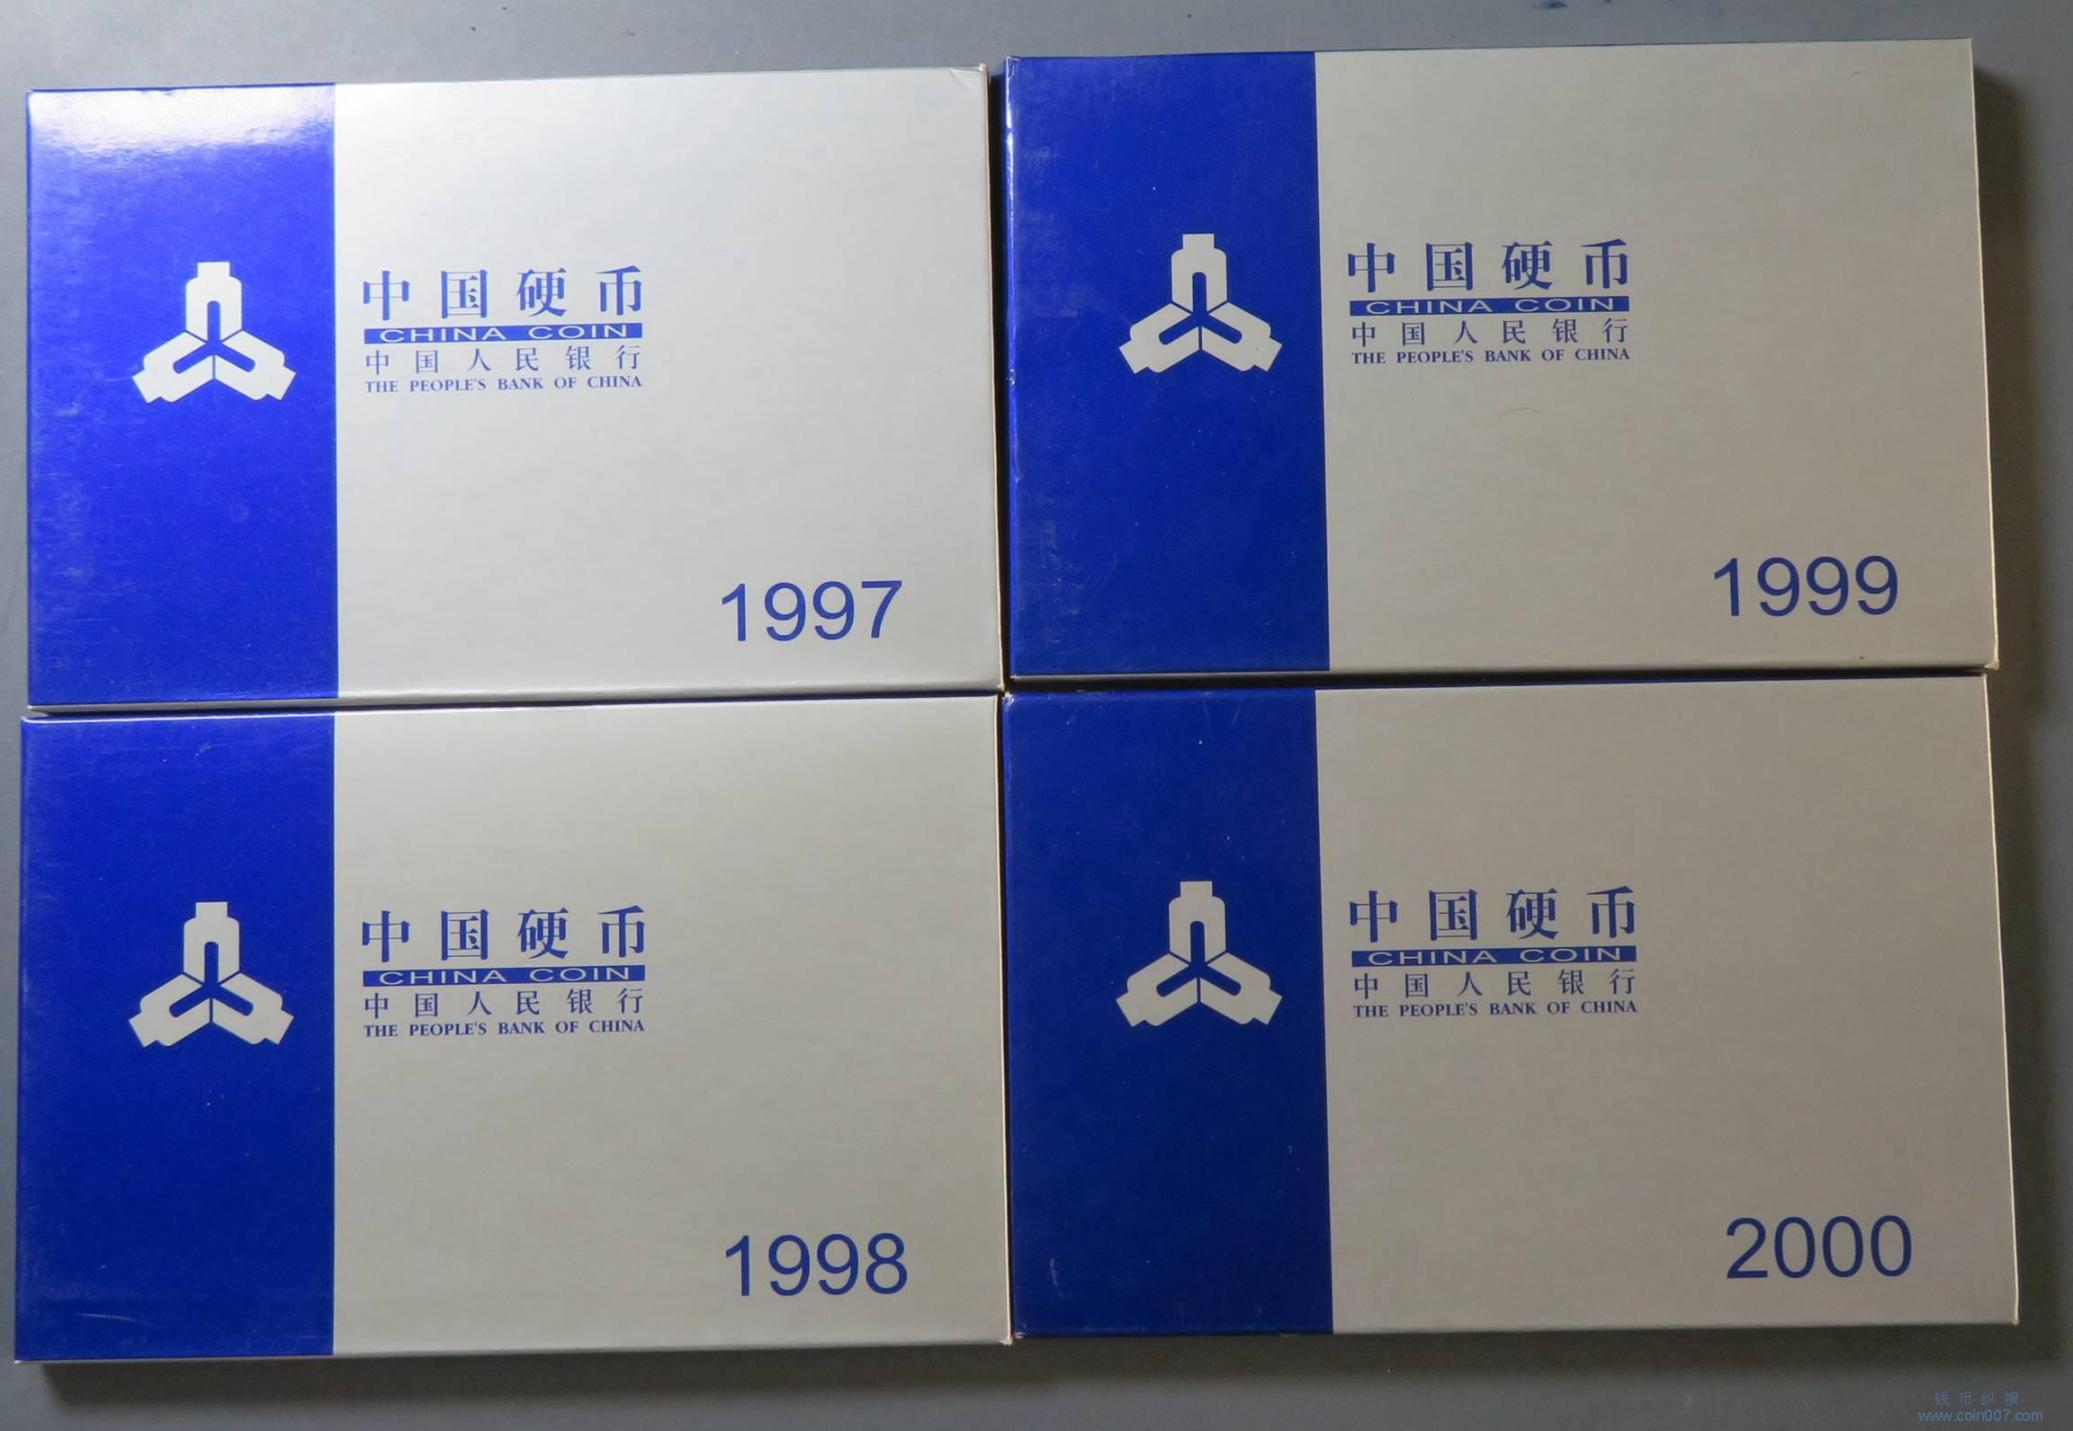 中国硬币
CHINA COIN
中国人民银行
THE PEOPLE'S BANK OF CHINA
1997
中国硬币
CHINA COIN
中国人民银行
THE PEOPLE'S BANK OF CHINA
1999
中国硬币
CHINA COIN
中国人民银行
THE PEOPLE'S BANK OF CHINA
1998
中国硬币
CHINA COIN
中国人民银行
THE PEOPLE'S BANK OF CHINA
2000
钱币纵横
www.coin007.com